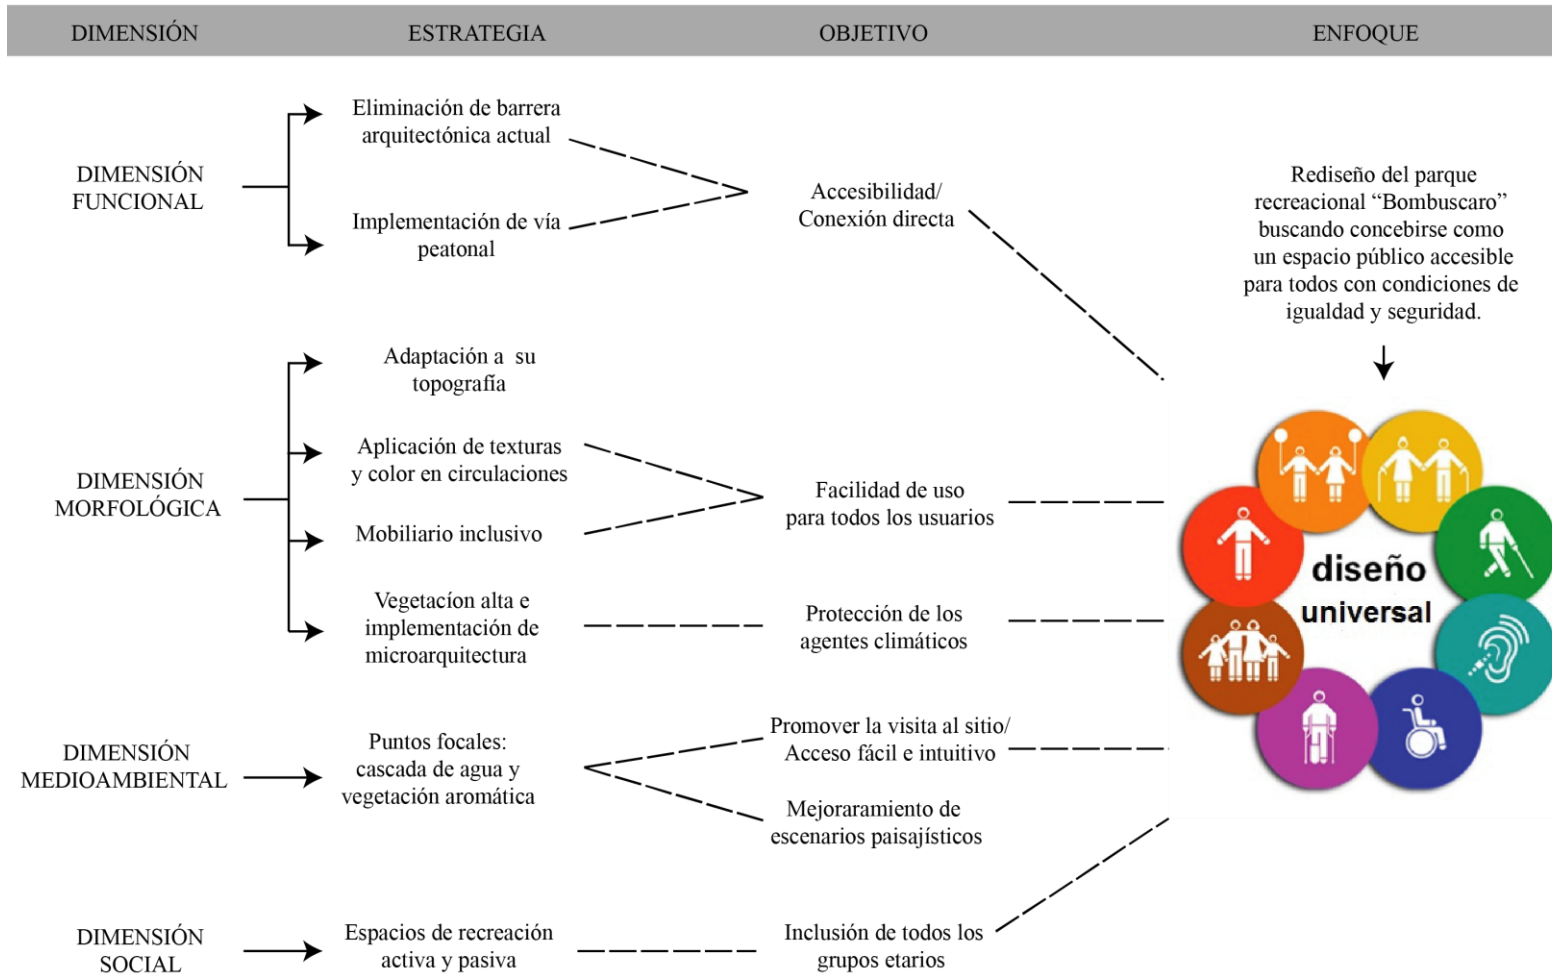 DIMENSIÓN
ESTRATEGIA
OBJETIVO
ENFOQUE
DIMENSIÓN
FUNCIONAL
Eliminación de barrera
arquitectónica actual
Implementación de vía
peatonal
Accesibilidad/
Conexión directa
Rediseño del parque
recreacional “Bombuscaro”
buscando concebirse como
un espacio público accesible
para todos con condiciones de
igualdad y seguridad.
DIMENSIÓN
MORFOLÓGICA
Adaptación a su
topografía
Aplicación de texturas
y color en circulaciones
Mobiliario inclusivo
Vegetacíon alta e
implementación de
microarquitectura
Facilidad de uso
para todos los usuarios
Protección de los
agentes climáticos
diseño
universal
DIMENSIÓN
MEDIOAMBIENTAL
Puntos focales:
cascada de agua y
vegetación aromática
Promover la visita al sitio/
Acceso fácil e intuitivo
Mejoraramiento de
escenarios paisajísticos
DIMENSIÓN
SOCIAL
Espacios de recreación
activa y pasiva
Inclusión de todos los
grupos etarios